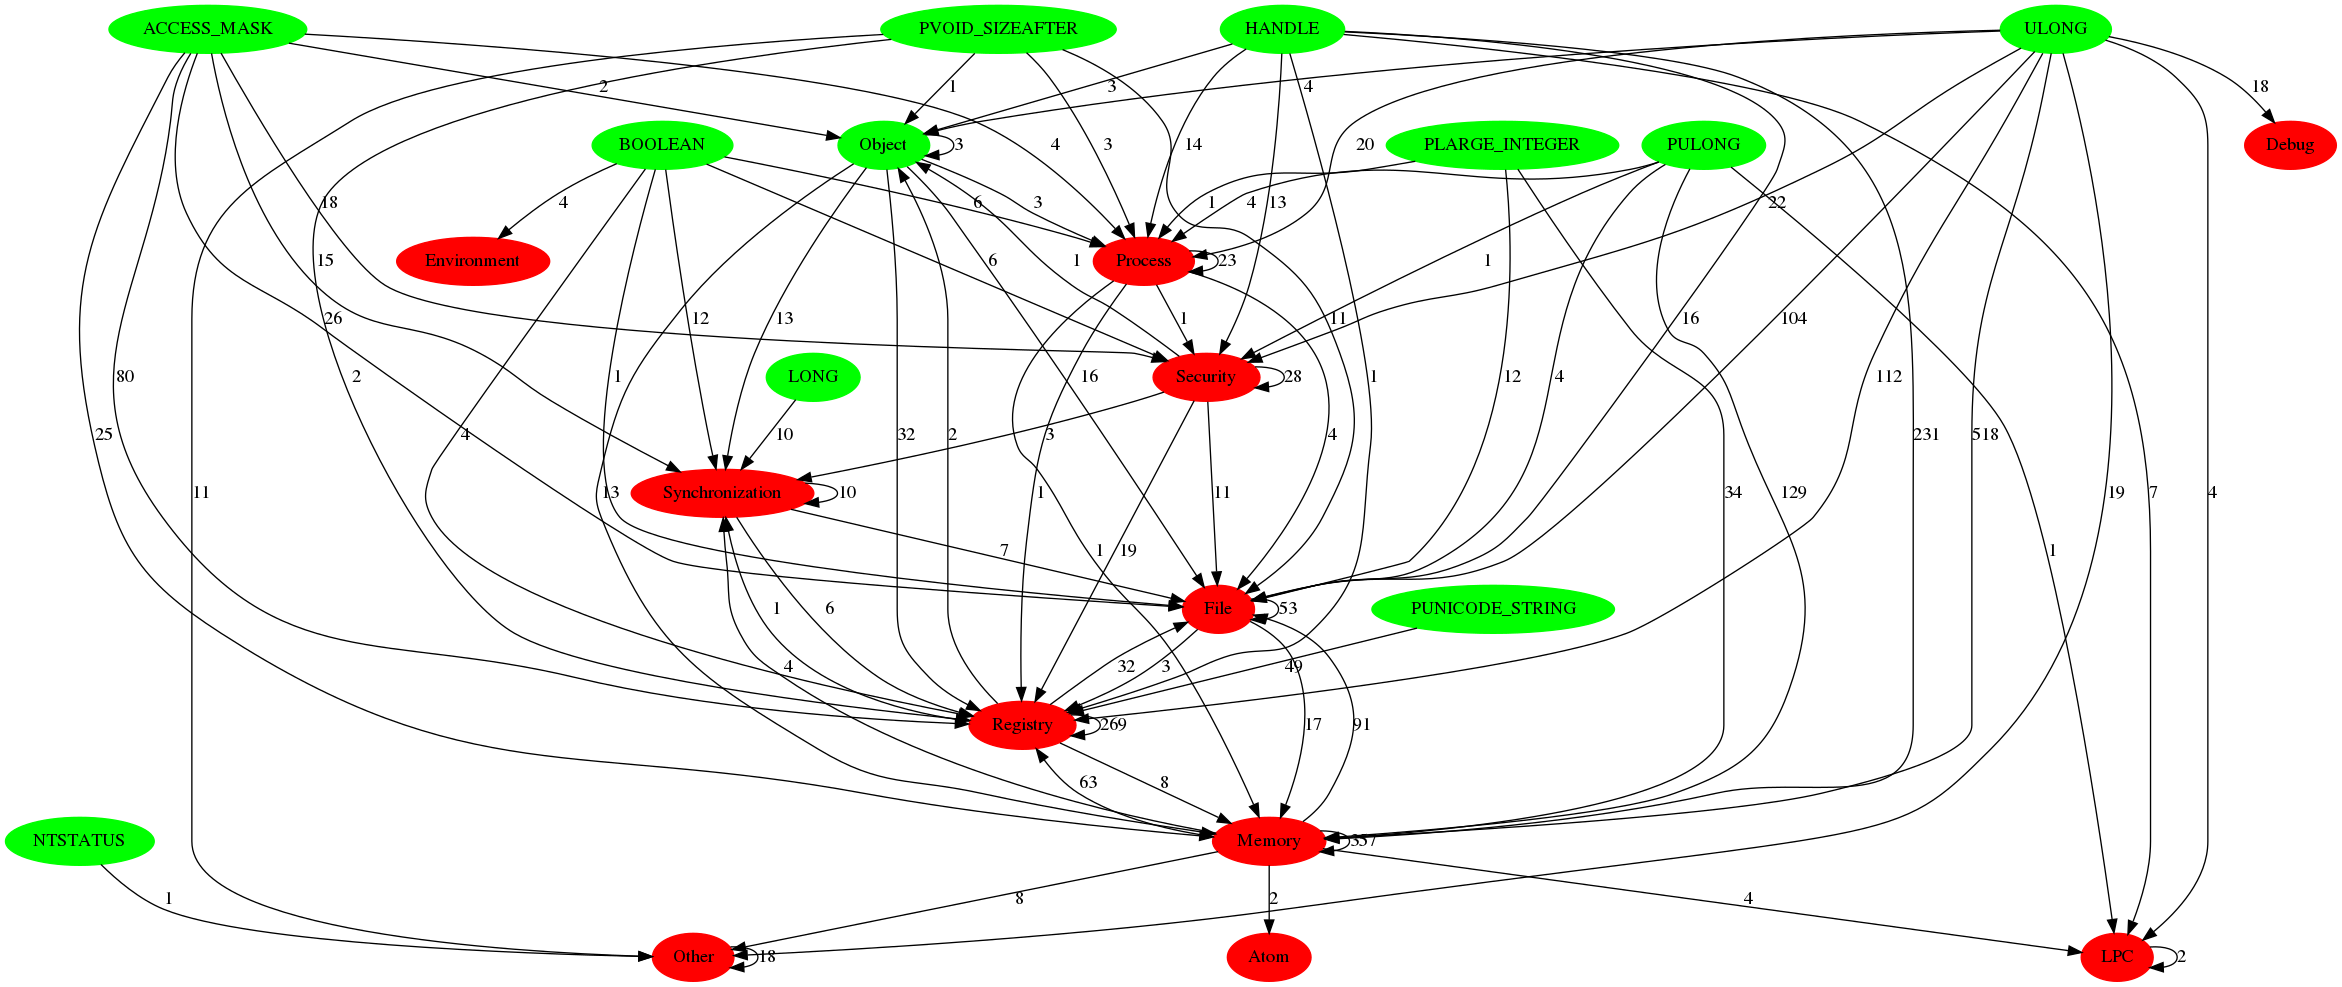 ACCESS_MASK PVOID_SIZEAFTER HANDLE ULONG
2 1 3 4 18
BOOLEAN Object 3 PLARGE_INTEGER PULONG Debug
4 3 14 20
4 18 6 3 1 4 13 22
Environment Process 23
15 6 1 1
26 1 11 16 104
2 1 12 13 LONG Security 28 16 1 12 4 112
80
25 4 10 32 2 3 4 231 518 1
11 13 Synchronization 10 1 11 34 129 19 7 4
7 1 19 1
1 6 File 53 PUNICODE_STRING
4 32 3 49
Registry 269 17 91
63 8
NTSTATUS Memory 357
1 8 2 4
Other 18 Atom LPC 2